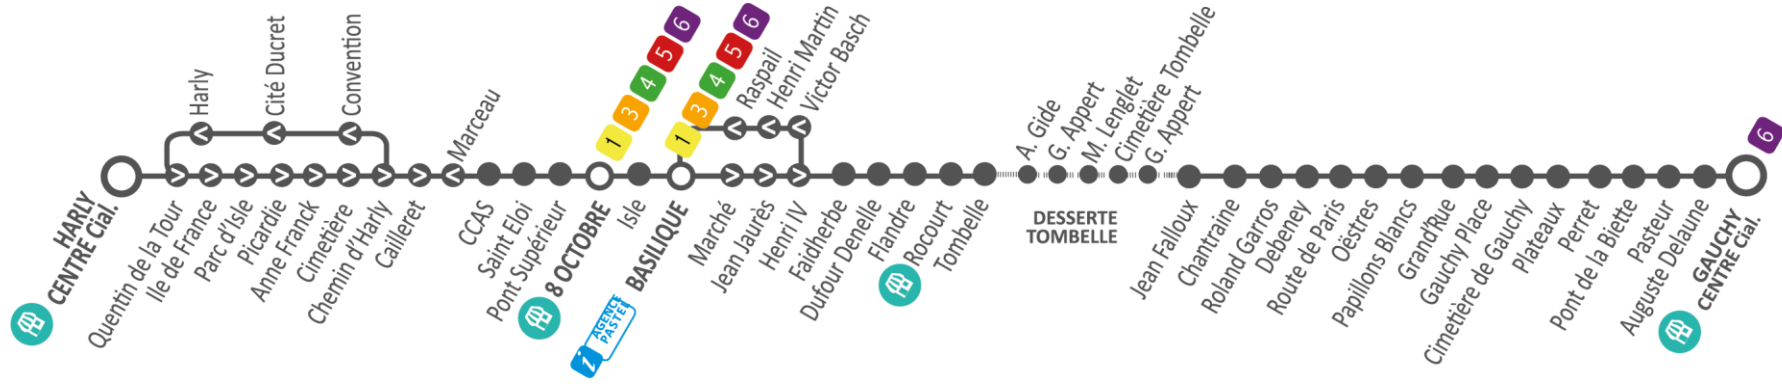 HARLY
CENTRE Cial.
Quentin de la Tour
Harly
Ile de France
Parc d'Isle
Cité Ducret
Picardie
Anne Franck
Convention
Cimetière
Chemin d'Harly
Cailleret
Marceau
CCAS
Saint Eloi
Pont Supérieur
8 OCTOBRE
1
3
4
5
6
Isle
BASILIQUE
1
3
4
5
6
i
AGENCE
PASTEL
Marché
Raspail
Jean Jaurès
Henri Martin
Henri IV
Victor Basch
Faidherbe
Dufour Denelle
Flandre
Rocourt
Tombelle
A. Gide
G. Appert
M. Lenglet
Cimetière Tombelle
G. Appert
DESSERTE
TOMBELLE
Jean Falloux
Chantraine
Roland Garros
Debeney
Route de Paris
Oëstres
Papillons Blancs
Grand'Rue
Gauchy Place
Cimetière de Gauchy
Plateaux
Perret
Pont de la Biette
Pasteur
Auguste Delaune
GAUCHY
CENTRE Cial.
6